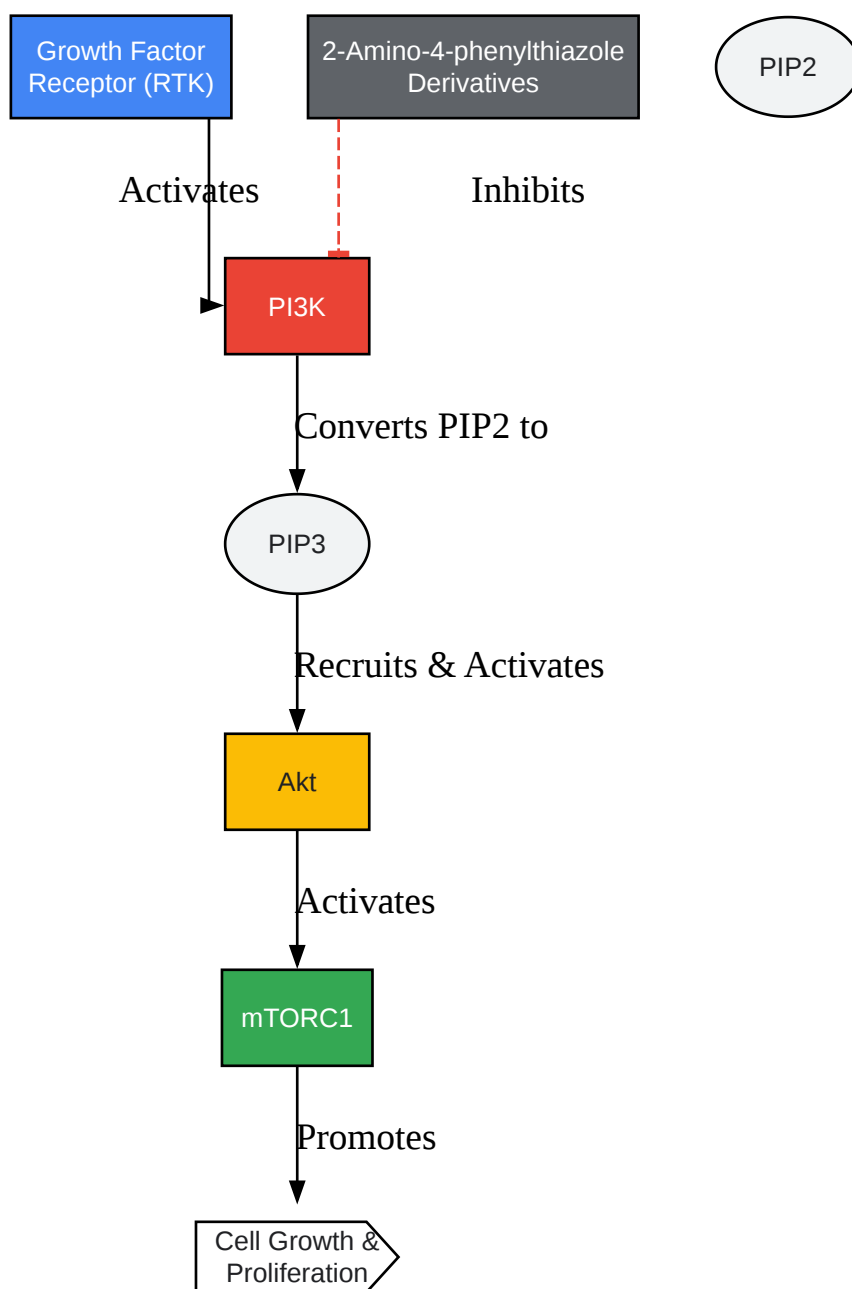 Growth Factor
Receptor (RTK)
2-Amino-4-phenylthiazole
Derivatives
PIP2
Activates
Inhibits
PI3K
Converts PIP2 to
PIP3
Recruits & Activates
Akt
Activates
mTORC1
Promotes
Cell Growth &
Proliferation